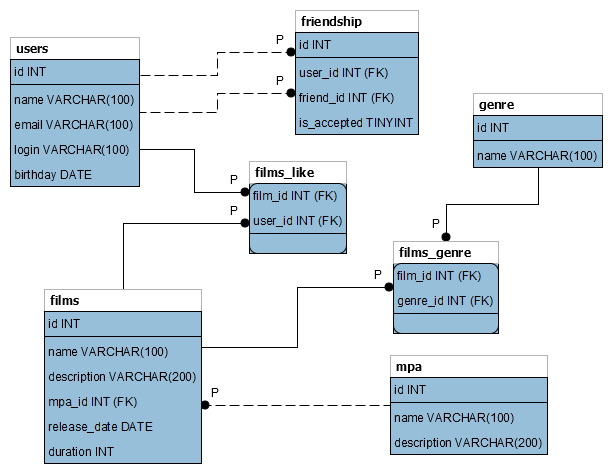 users
id INT
name VARCHAR(100)
email VARCHAR(100)
login VARCHAR(100)
birthday DATE
P
P
friendship
id INT
user_id INT (FK)
friend_id INT (FK)
is_accepted TINYINT
genre
id INT
name VARCHAR(100)
P
P
films_like
film_id INT (FK)
user_id INT (FK)
P
P
films_genre
film_id INT (FK)
genre_id INT (FK)
films
id INT
name VARCHAR(100)
description VARCHAR(200)
mpa_id INT (FK)
release_date DATE
duration INT
P
mpa
id INT
name VARCHAR(100)
description VARCHAR(200)